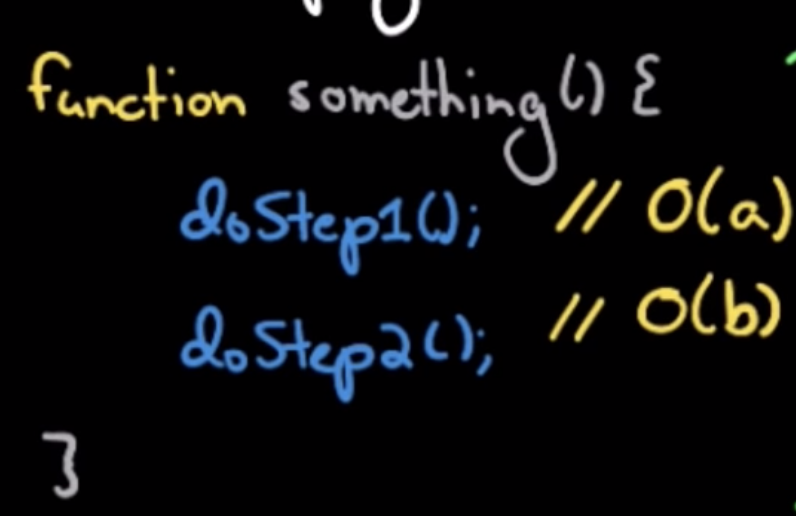 function something() {
doStep1(); // O(a)
doStep2(); // O(b)
}